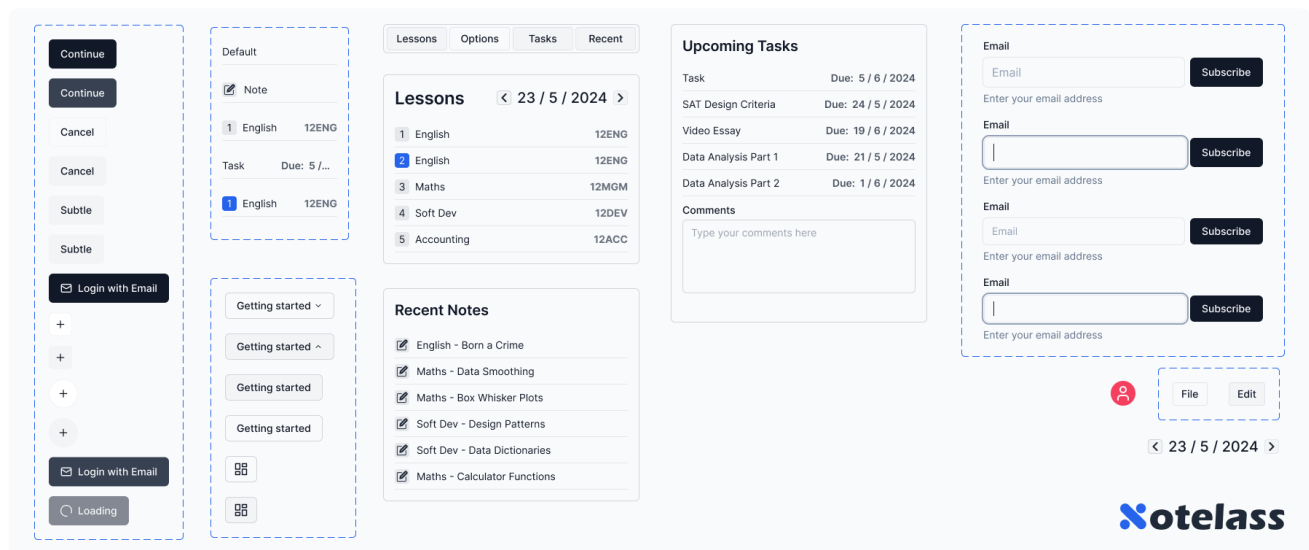 Continue
Continue
Cancel
Cancel
Subtle
Subtle
Login with Email
Login with Email
Loading
Default
Note
1 English 12ENG
Task Due: 5 /...
1 English 12ENG
Getting started
Getting started
Getting started
Getting started
Lessons Options Tasks Recent
Lessons 23 / 5 / 2024
1 English 12ENG
2 English 12ENG
3 Maths 12MGM
4 Soft Dev 12DEV
5 Accounting 12ACC
Recent Notes
English - Born a Crime
Maths - Data Smoothing
Maths - Box Whisker Plots
Soft Dev - Design Patterns
Soft Dev - Data Dictionaries
Maths - Calculator Functions
Upcoming Tasks
Task Due: 5 / 6 / 2024
SAT Design Criteria Due: 24 / 5 / 2024
Video Essay Due: 19 / 6 / 2024
Data Analysis Part 1 Due: 21 / 5 / 2024
Data Analysis Part 2 Due: 1 / 6 / 2024
Comments
Type your comments here
Email
Email Subscribe
Enter your email address
Email
Subscribe
Enter your email address
Email
Email Subscribe
Enter your email address
Email
Subscribe
Enter your email address
File Edit
23 / 5 / 2024
Notelass